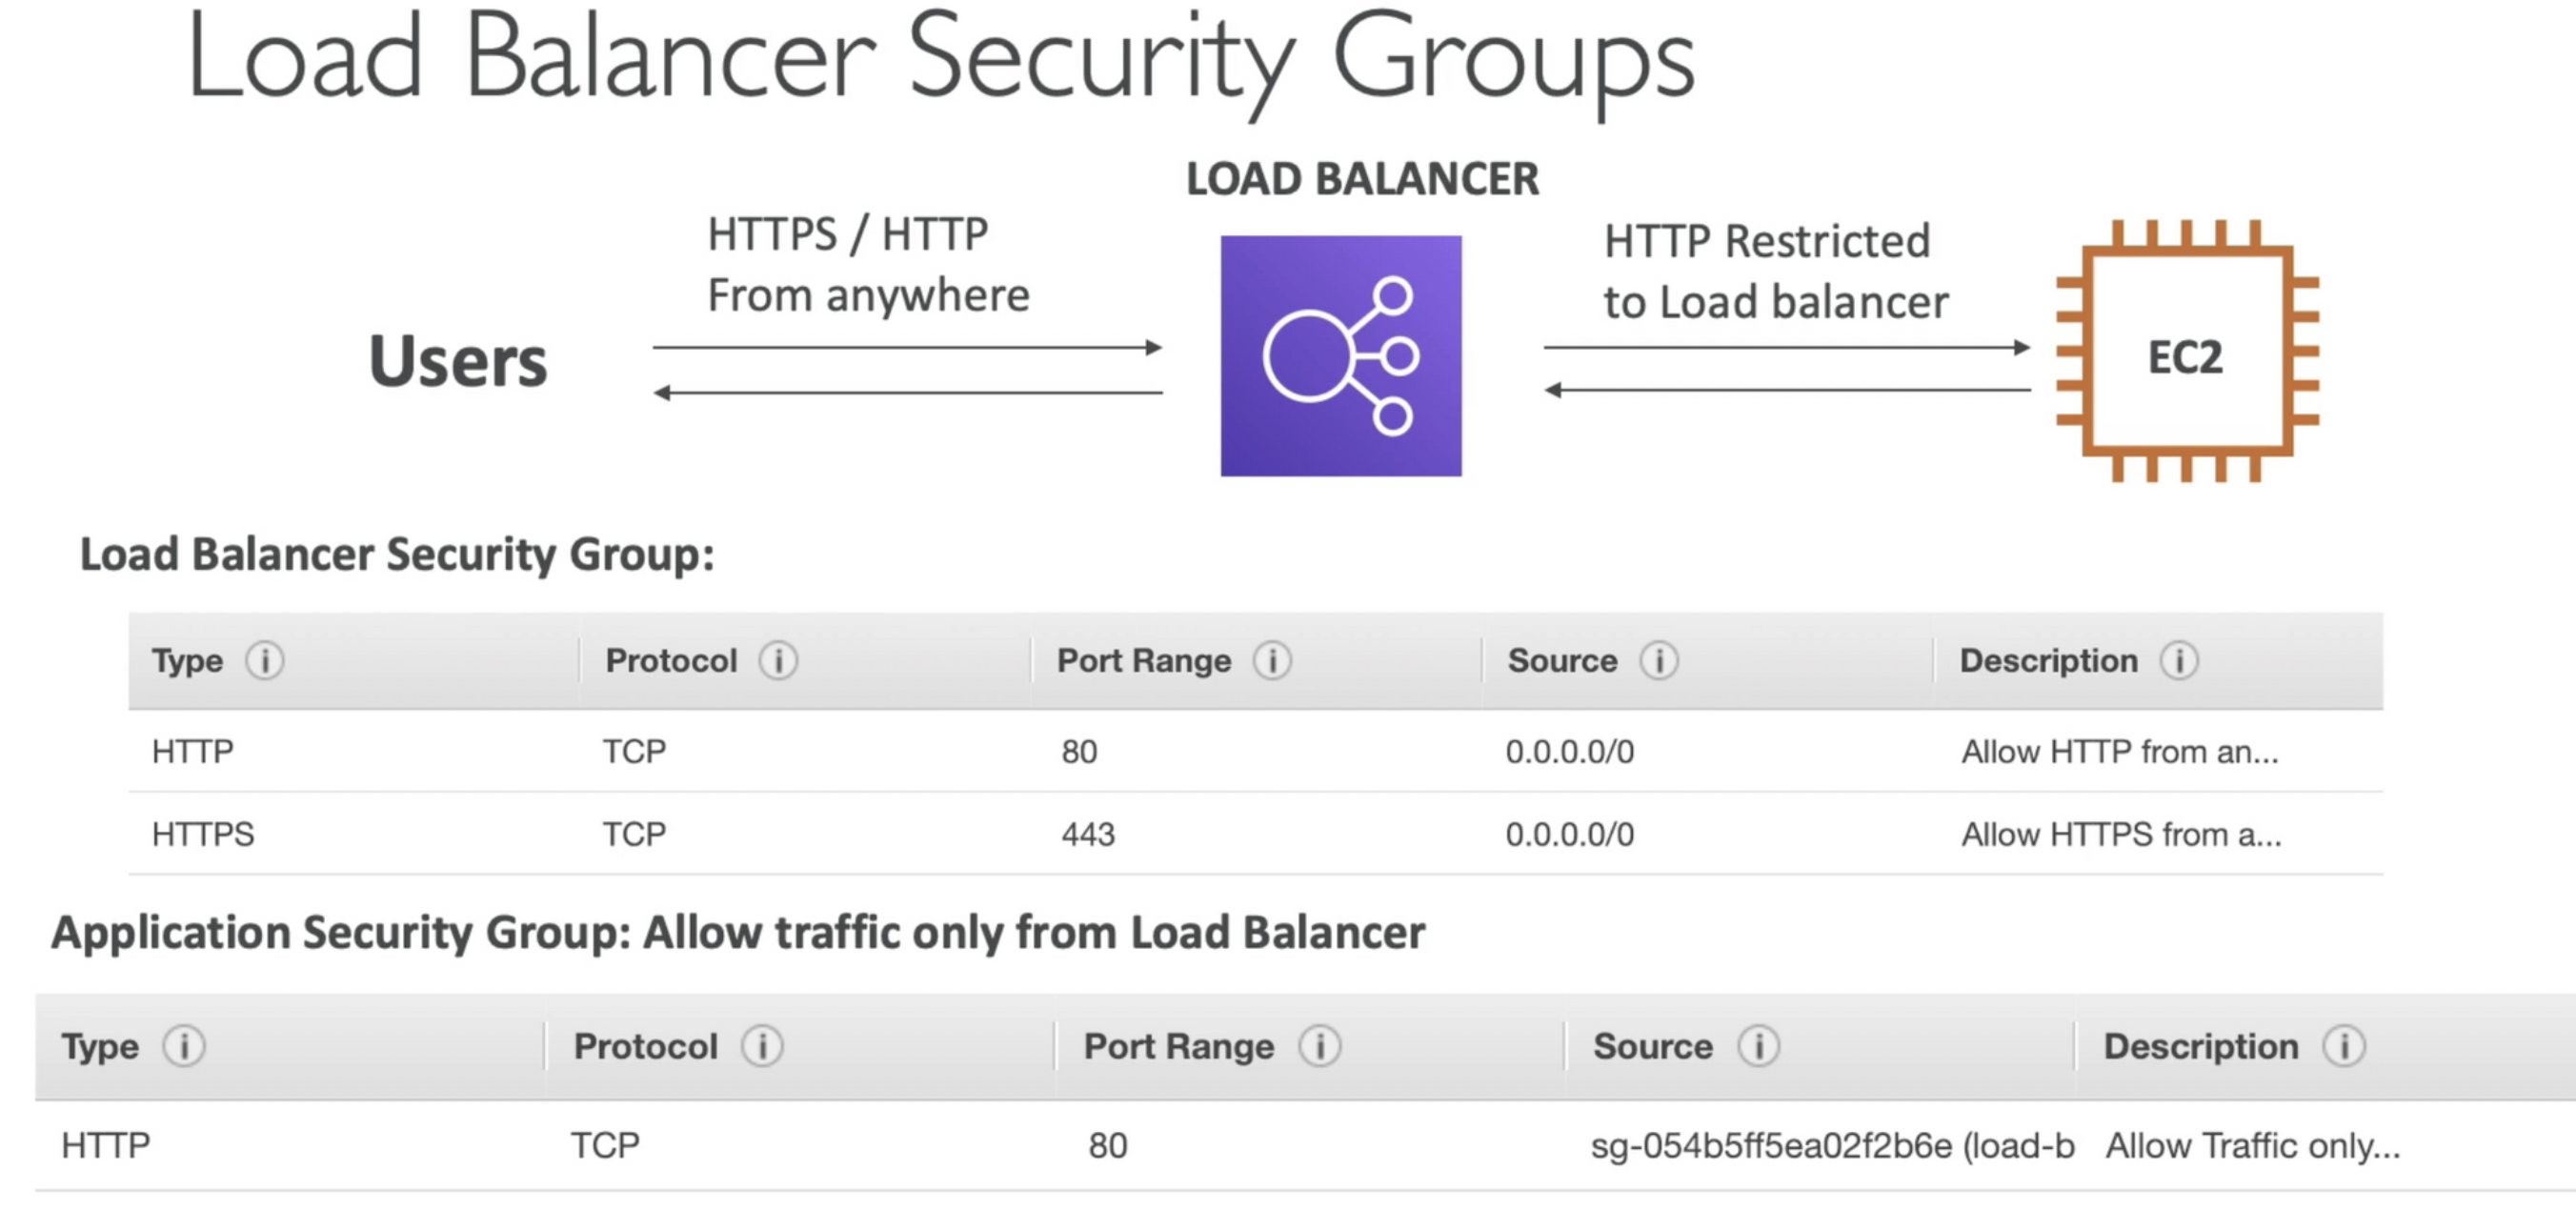 Load Balancer Security Groups
LOAD BALANCER
HTTPS / HTTP
From anywhere
HTTP Restricted
to Load balancer
Users
EC2
Load Balancer Security Group:
Type Protocol Port Range Source Description
HTTP TCP 80 0.0.0.0/0 Allow HTTP from an...
HTTPS TCP 443 0.0.0.0/0 Allow HTTPS from a...
Application Security Group: Allow traffic only from Load Balancer
Type Protocol Port Range Source Description
HTTP TCP 80 sg-054b5ff5ea02f2b6e (load-b Allow Traffic only...